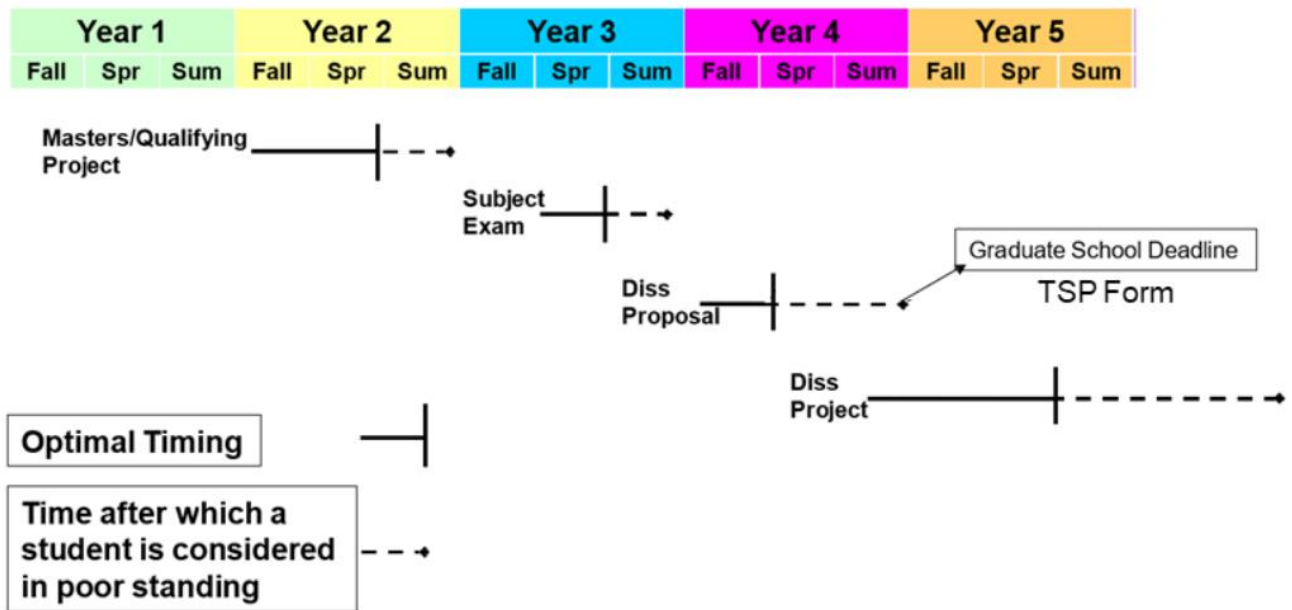 Year 1 Year 2 Year 3 Year 4 Year 5
Fall Spr Sum Fall Spr Sum Fall Spr Sum Fall Spr Sum Fall Spr Sum
Masters/Qualifying
Project
Subject
Exam
Graduate School Deadline
TSP Form
Diss
Proposal
Diss
Project
Optimal Timing
Time after which a
student is considered
in poor standing